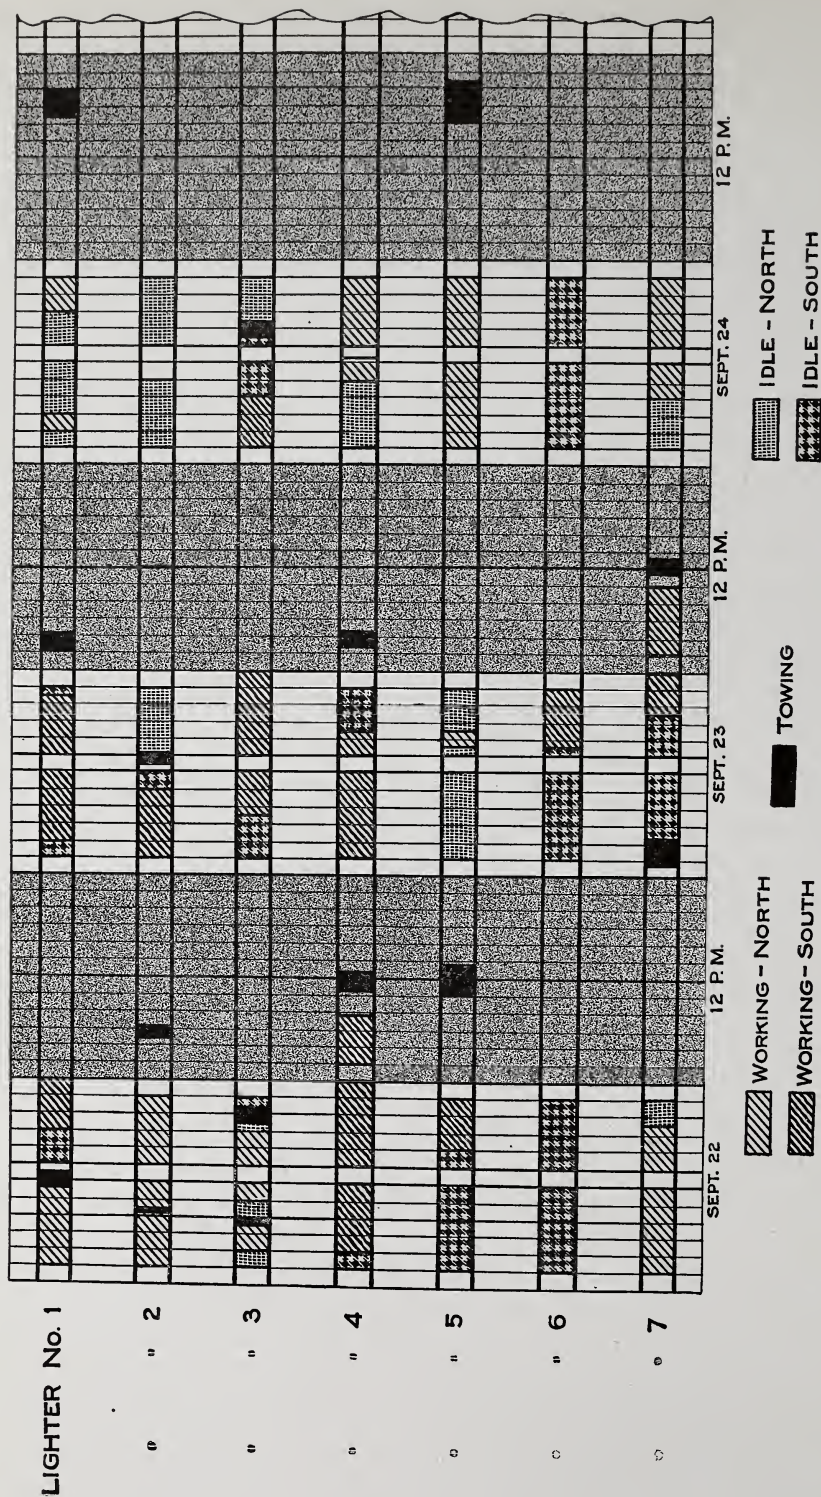 LIGHTER No. 1
" " 2
" " 3
" " 4
" " 5
" " 6
" " 7
SEPT. 22
12 P.M.
SEPT. 23
12 P.M.
SEPT. 24
12 P.M.
WORKING - NORTH
WORKING - SOUTH
TOWING
IDLE - NORTH
IDLE - SOUTH